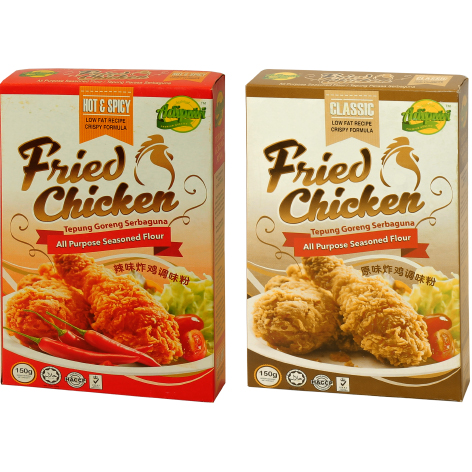 HOT & SPICY
LOW FAT RECIPE
CRISPY FORMULA
Fried
Chicken
Tepung Goreng Serbaguna
All Purpose Seasoned Flour
辣味炸鸡调味粉
150g
HACCP
CLASSIC
LOW FAT RECIPE
CRISPY FORMULA
Fried
Chicken
Tepung Goreng Serbaguna
All Purpose Seasoned Flour
原味炸鸡调味粉
150g
HACCP